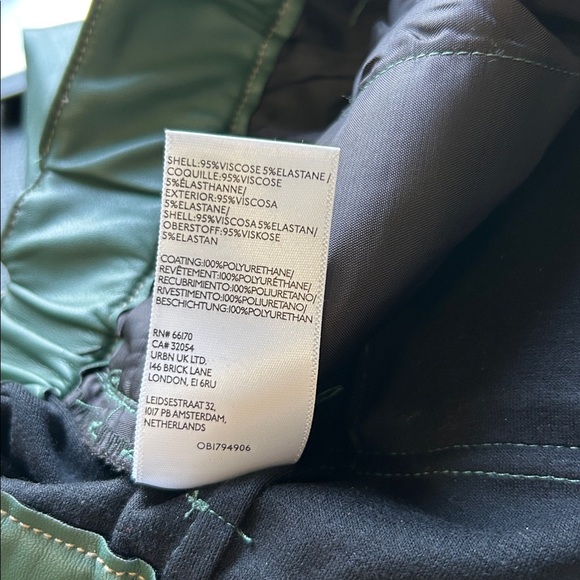 SHELL:95%VISCOSE 5%ELASTANE/
COQUILLE:95%VISCOSE
5%ÉLASTHANNE/
EXTERIOR:95%VISCOSA
5%ELASTANO/
SHELL:95%VISCOSA 5%ELASTAN/
OBERSTOFF:95%VISKOSE
5%ELASTAN
COATING:100%POLYURETHANE/
REVÊTEMENT:100%POLYURÉTHANE/
RECUBRIMIENTO:100%POLIURETANO/
RIVESTIMENTO:100%POLIURETANO/
BESCHICHTUNG:100%POLYURETHAN
RN# 66170
CA# 32054
URBN UK LTD,
146 BRICK LANE
LONDON, E1 6RU
LEIDSESTRAAT 32,
1017 PB AMSTERDAM,
NETHERLANDS
OB1794906